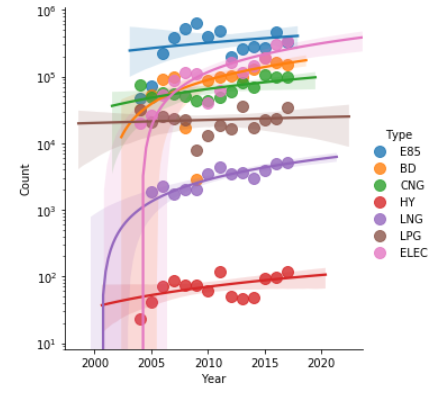 10⁶
10⁵
10⁴
10³
10²
10¹
Count
2000 2005 2010 2015 2020
Year
Type
E85
BD
CNG
HY
LNG
LPG
ELEC